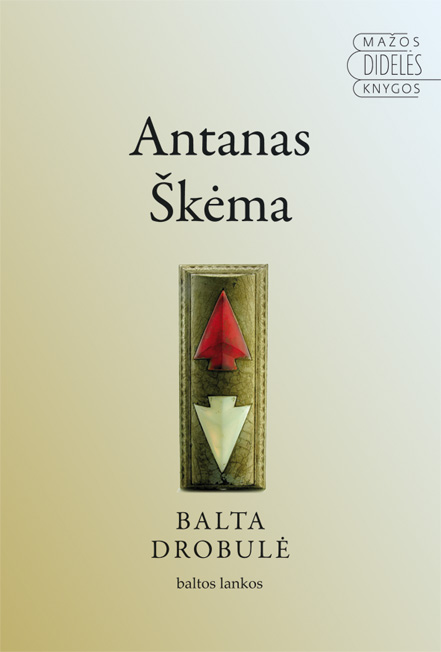 MAŽOS
DIDELĖS
KNYGOS
Antanas
Škėma
BALTA
DROBULĖ
baltos lankos